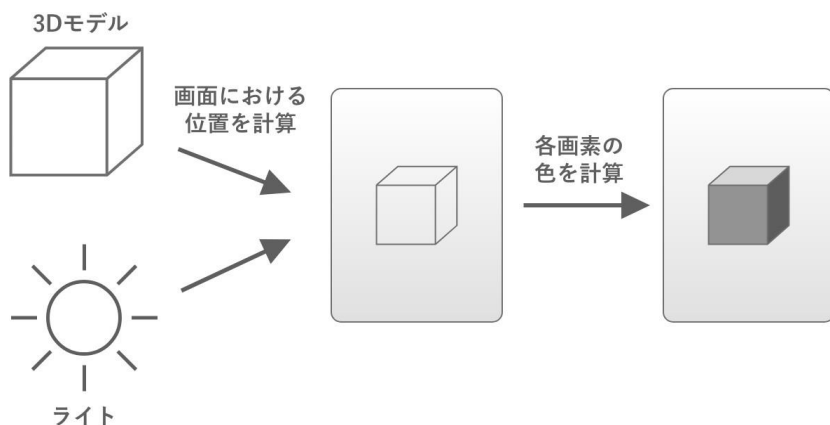 3Dモデル
画面における
位置を計算
各画素の
色を計算
ライト